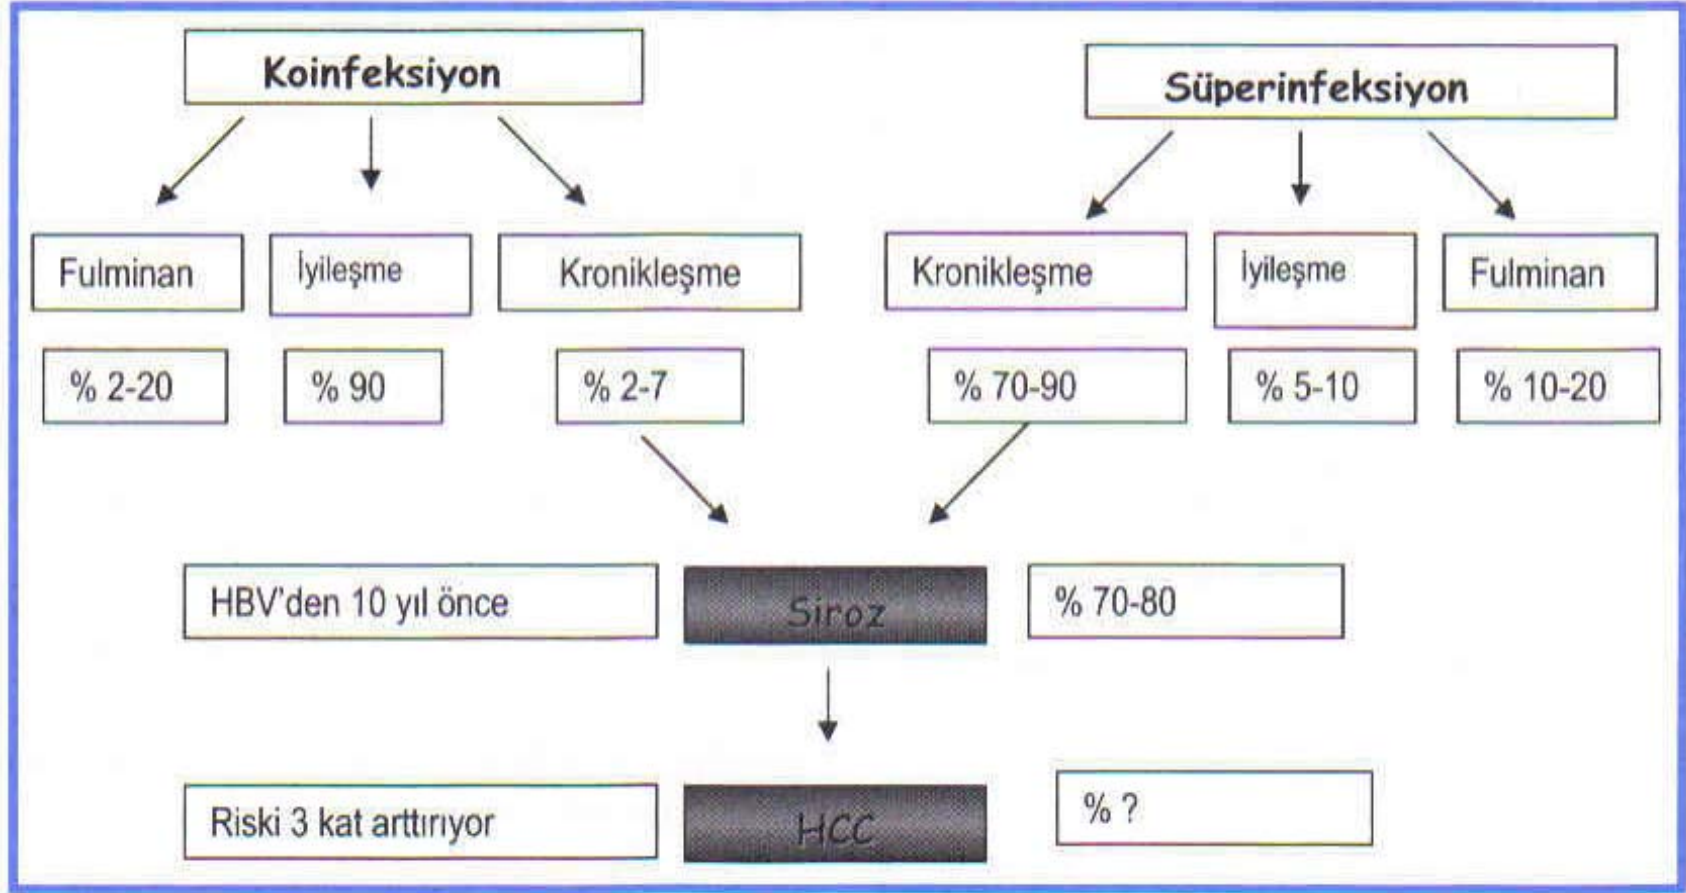 Koinfeksiyon
Süperinfeksiyon
Fulminan
İyileşme
Kronikleşme
Kronikleşme
İyileşme
Fulminan
% 2-20
% 90
% 2-7
% 70-90
% 5-10
% 10-20
HBV'den 10 yıl önce
Siroz
% 70-80
Riski 3 kat arttırıyor
HCC
% ?